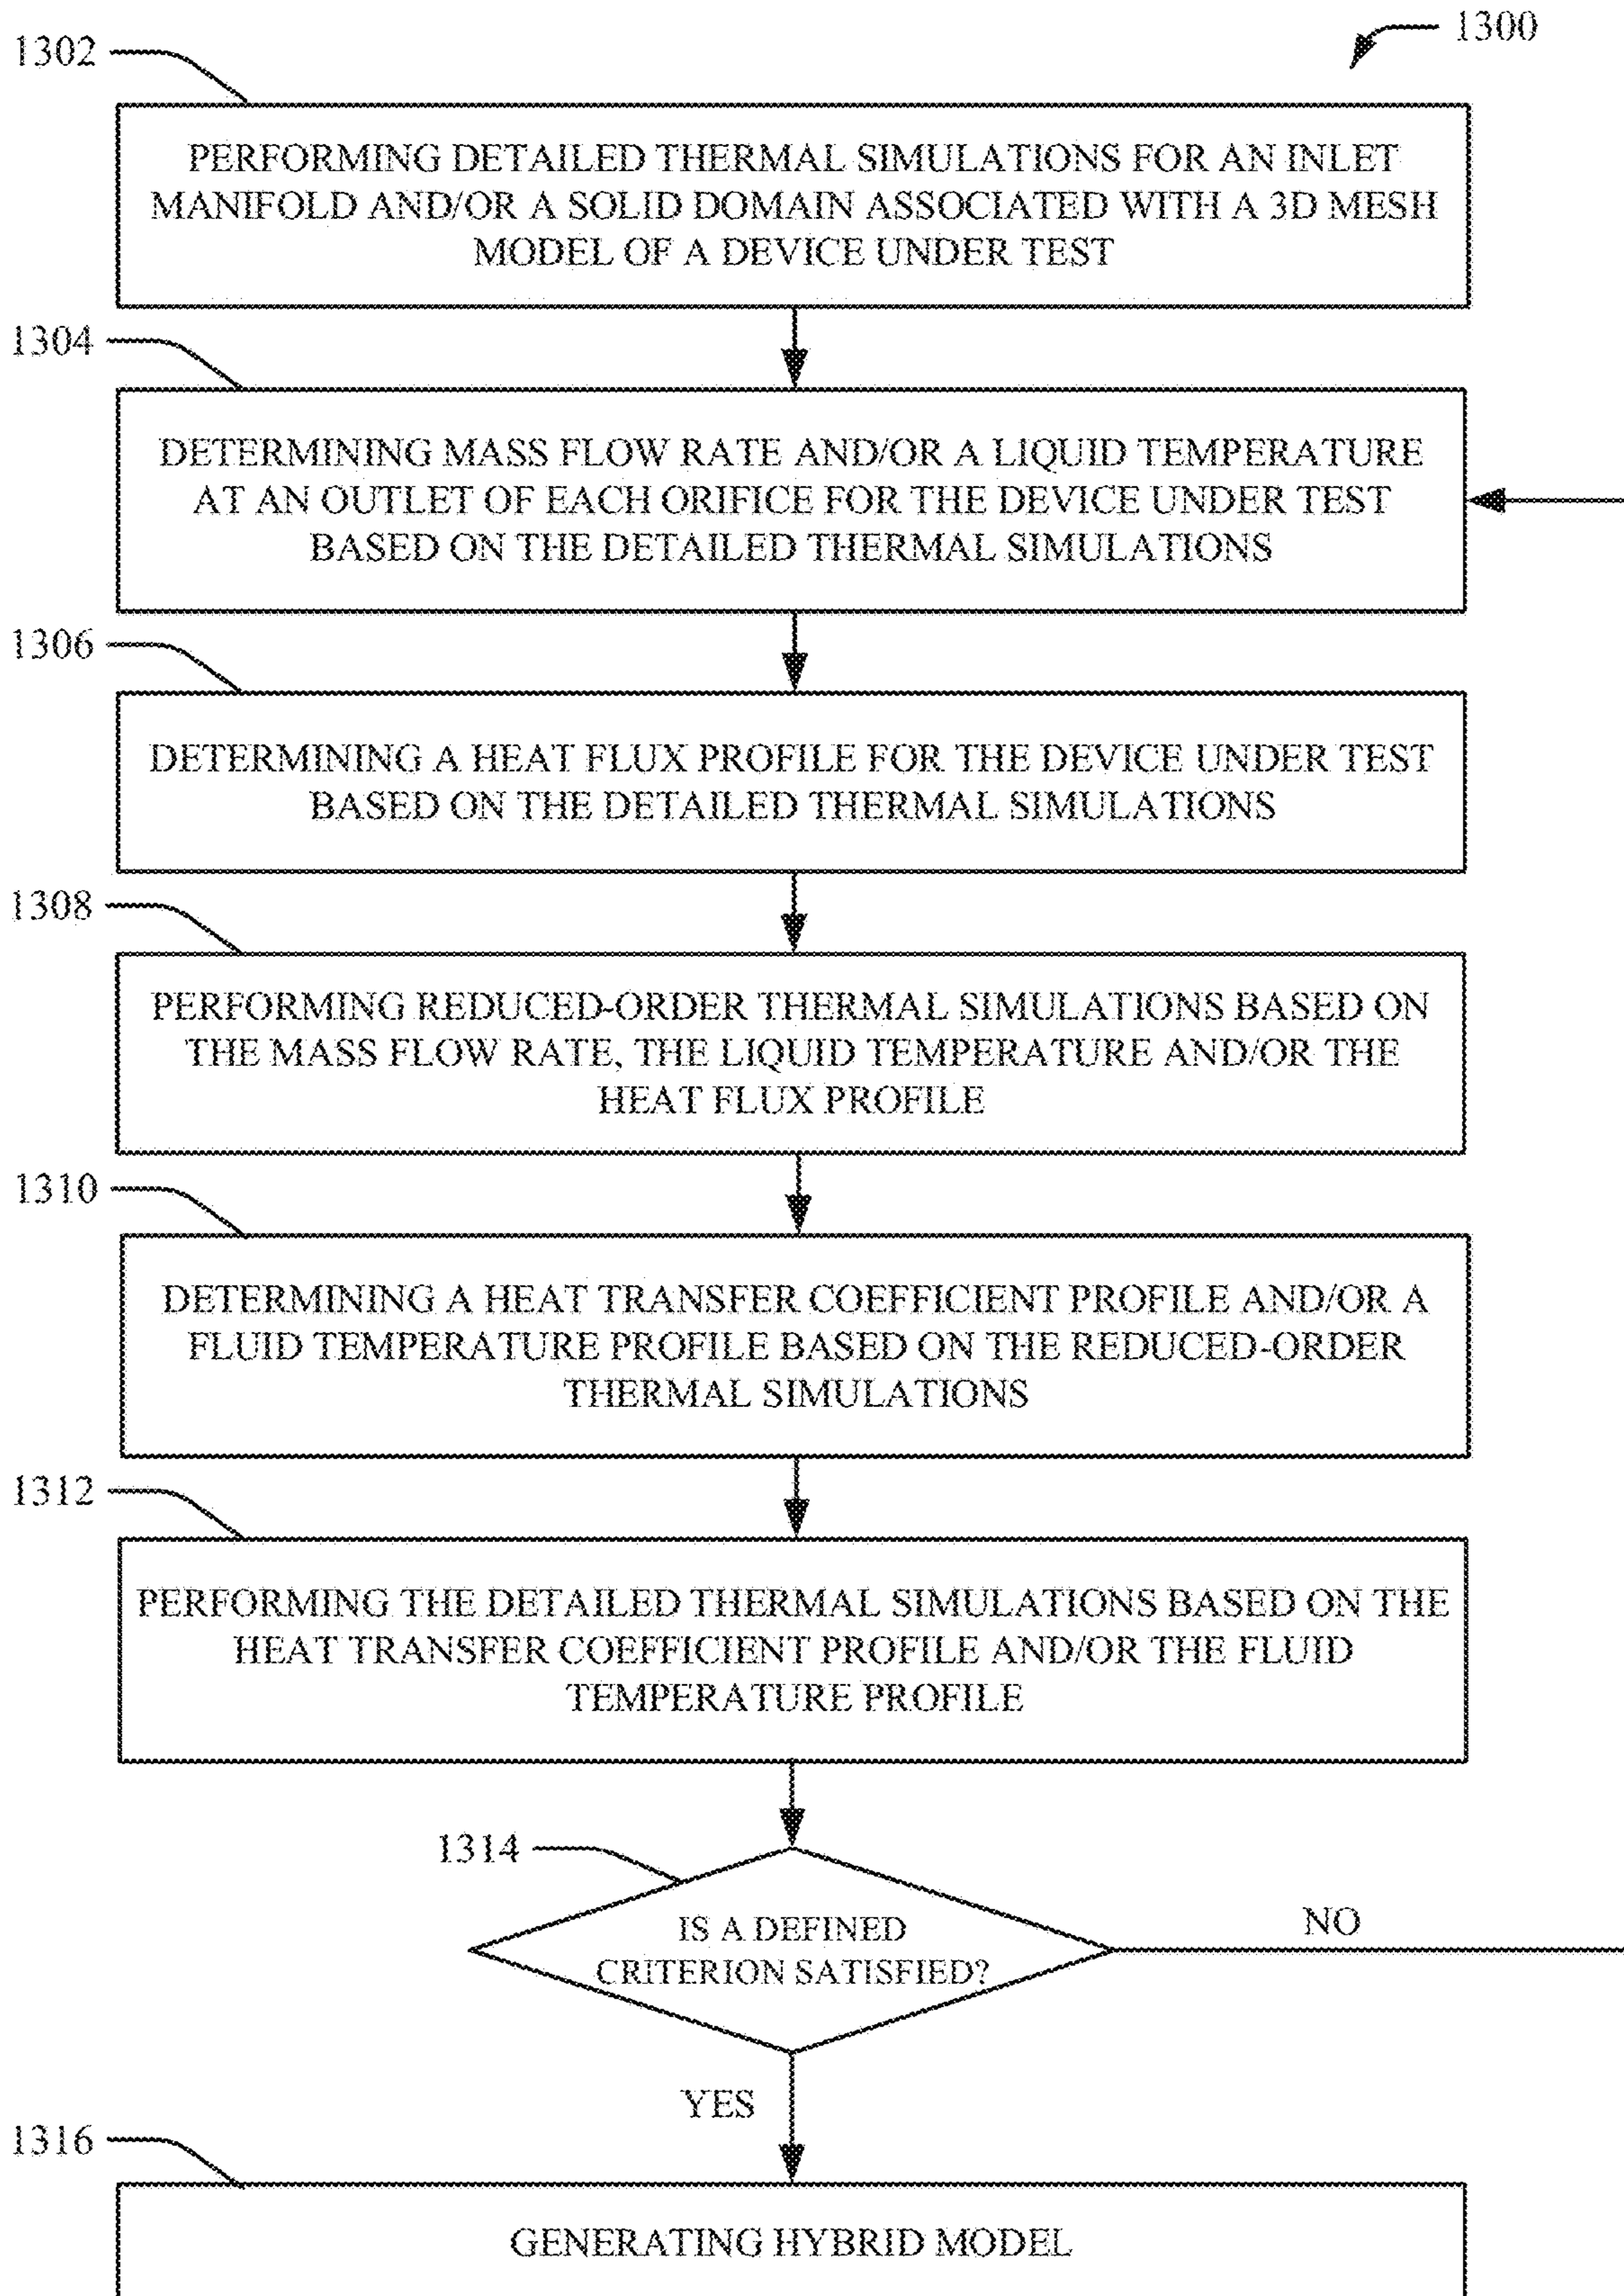 1300
1302
PERFORMING DETAILED THERMAL SIMULATIONS FOR AN INLET
MANIFOLD AND/OR A SOLID DOMAIN ASSOCIATED WITH A 3D MESH
MODEL OF A DEVICE UNDER TEST
1304
DETERMINING MASS FLOW RATE AND/OR A LIQUID TEMPERATURE
AT AN OUTLET OF EACH ORIFICE FOR THE DEVICE UNDER TEST
BASED ON THE DETAILED THERMAL SIMULATIONS
1306
DETERMINING A HEAT FLUX PROFILE FOR THE DEVICE UNDER TEST
BASED ON THE DETAILED THERMAL SIMULATIONS
1308
PERFORMING REDUCED-ORDER THERMAL SIMULATIONS BASED ON
THE MASS FLOW RATE, THE LIQUID TEMPERATURE AND/OR THE
HEAT FLUX PROFILE
1310
DETERMINING A HEAT TRANSFER COEFFICIENT PROFILE AND/OR A
FLUID TEMPERATURE PROFILE BASED ON THE REDUCED-ORDER
THERMAL SIMULATIONS
1312
PERFORMING THE DETAILED THERMAL SIMULATIONS BASED ON THE
HEAT TRANSFER COEFFICIENT PROFILE AND/OR THE FLUID
TEMPERATURE PROFILE
1314
IS A DEFINED
CRITERION SATISFIED?
NO
YES
1316
GENERATING HYBRID MODEL